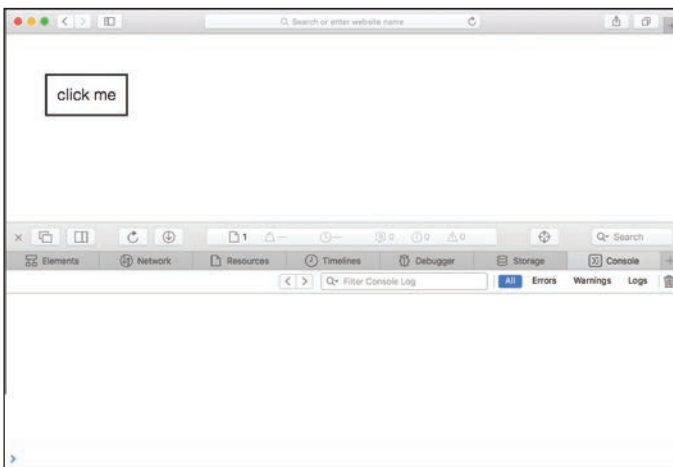 Search or enter website name
click me
1 — — 0 0 0 Search
Elements Network Resources Timelines Debugger Storage Console
Filter Console Log All Errors Warnings Logs